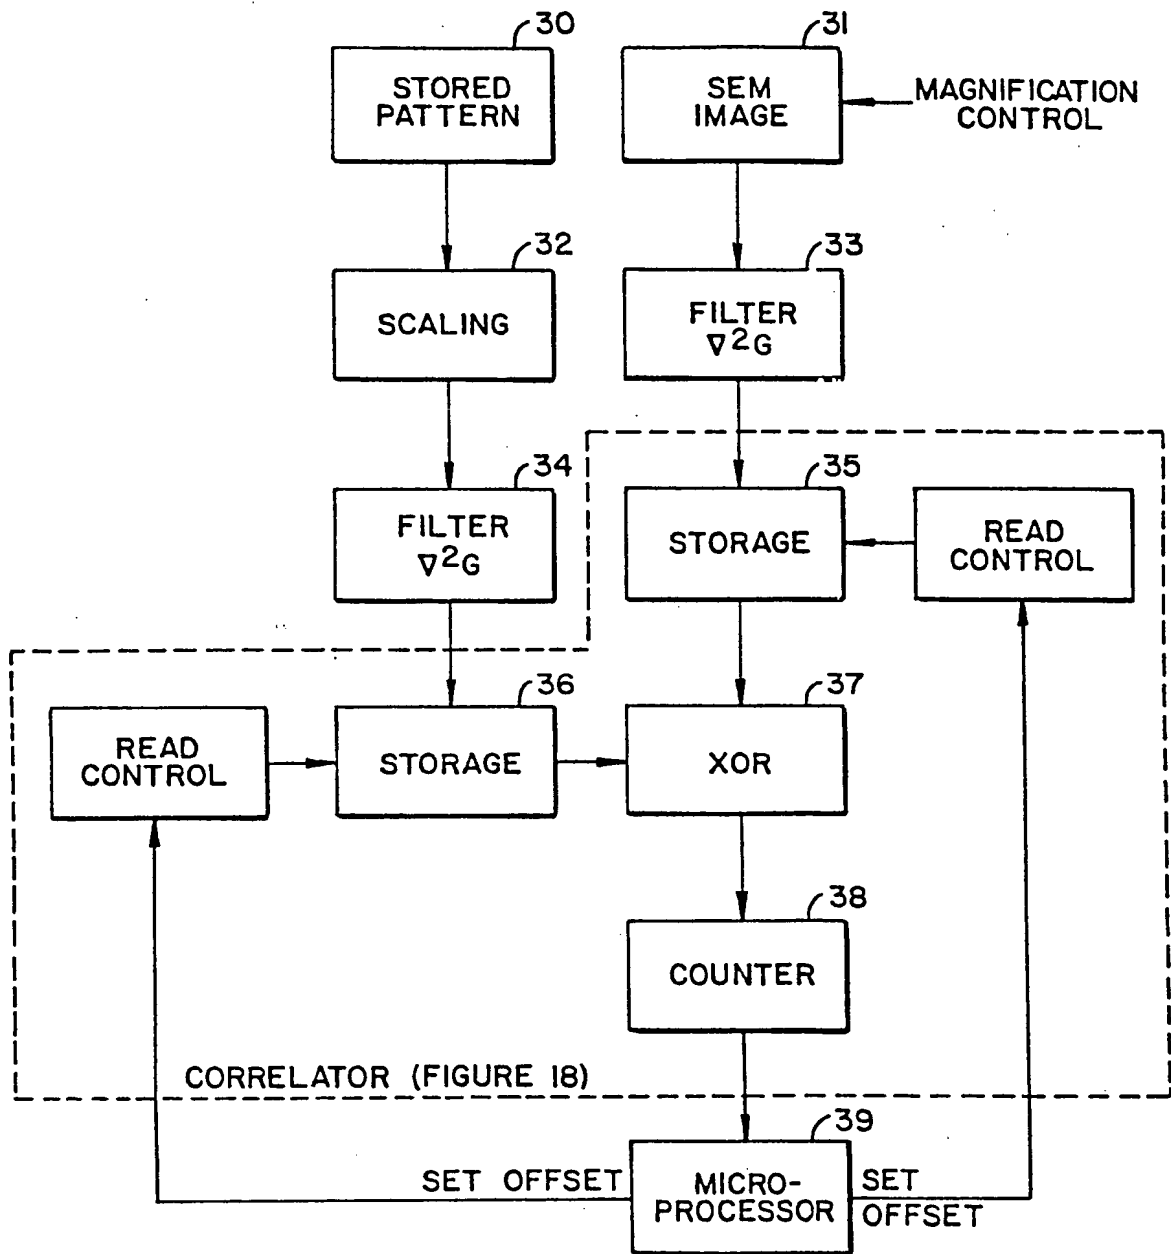 30
STORED
PATTERN
31
SEM
IMAGE
MAGNIFICATION
CONTROL
32
SCALING
33
FILTER
∇²G
34
FILTER
∇²G
35
STORAGE
READ
CONTROL
READ
CONTROL
36
STORAGE
37
XOR
38
COUNTER
CORRELATOR (FIGURE 18)
39
MICRO-
PROCESSOR
SET OFFSET
SET
OFFSET